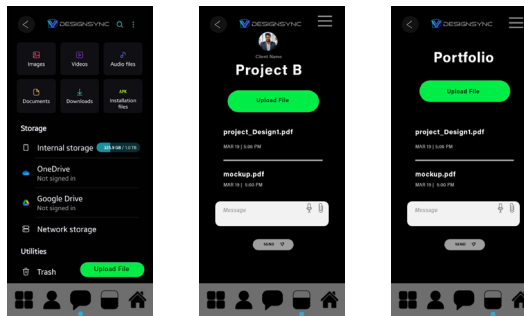 DESIGNSYNC
Images
Videos
Audio files
Documents
Downloads
APK
Installation
files
Storage
Internal storage
/ 1.0 TB
OneDrive
Not signed in
Google Drive
Not signed in
Network storage
Utilities
Trash
Upload File
DESIGNSYNC
Client Name
Project B
Upload File
project_Design1.pdf
MAR 19 | 5:06 PM
mockup.pdf
MAR 19 | 5:00 PM
Message
SEND
DESIGNSYNC
Portfolio
Upload File
project_Design1.pdf
MAR 19 | 5:06 PM
mockup.pdf
MAR 19 | 5:00 PM
Message
SEND